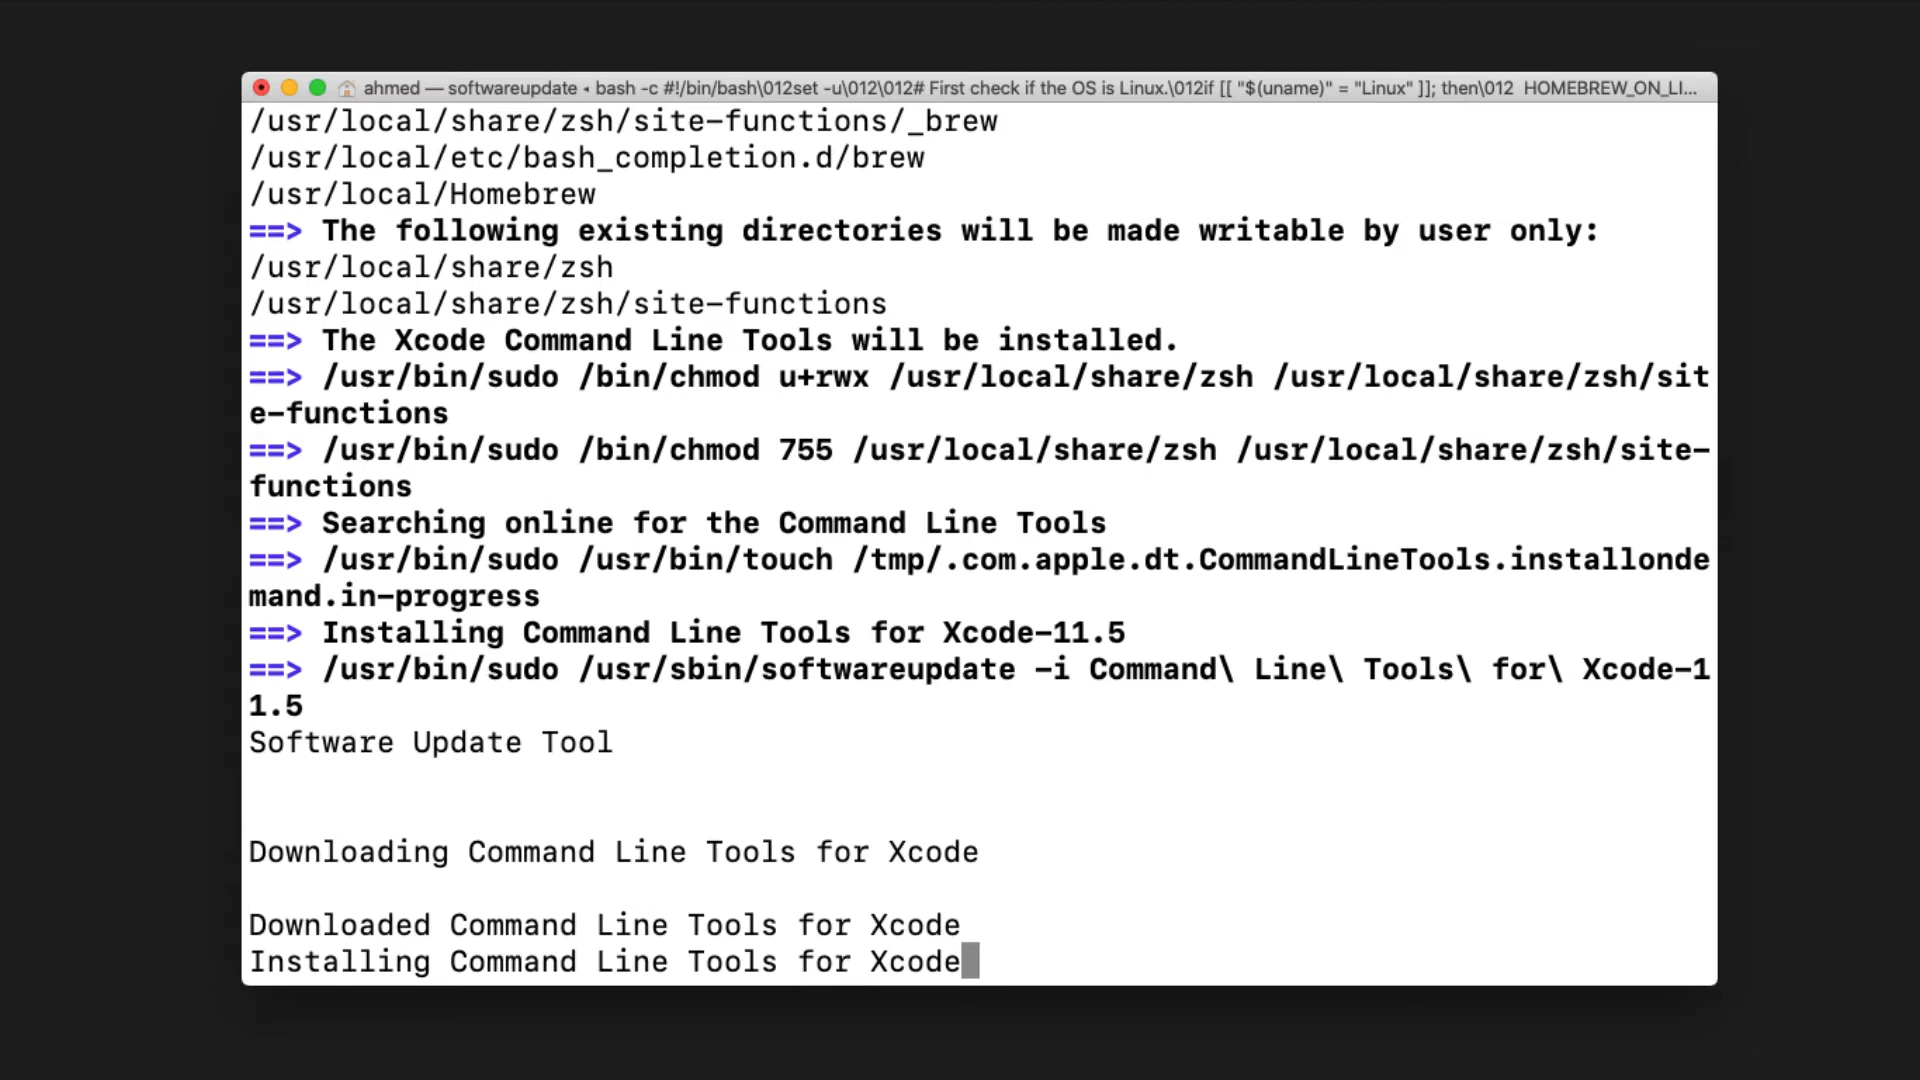 ahmed — softwareupdate ◂ bash -c #!/bin/bash\012set -u\012\012# First check if the OS is Linux.\012if [[ "$(uname)" = "Linux" ]]; then\012  HOMEBREW_ON_LI...
/usr/local/share/zsh/site-functions/_brew
/usr/local/etc/bash_completion.d/brew
/usr/local/Homebrew
==> The following existing directories will be made writable by user only:
/usr/local/share/zsh
/usr/local/share/zsh/site-functions
==> The Xcode Command Line Tools will be installed.
==> /usr/bin/sudo /bin/chmod u+rwx /usr/local/share/zsh /usr/local/share/zsh/sit
e-functions
==> /usr/bin/sudo /bin/chmod 755 /usr/local/share/zsh /usr/local/share/zsh/site-
functions
==> Searching online for the Command Line Tools
==> /usr/bin/sudo /usr/bin/touch /tmp/.com.apple.dt.CommandLineTools.installonde
mand.in-progress
==> Installing Command Line Tools for Xcode-11.5
==> /usr/bin/sudo /usr/sbin/softwareupdate -i Command\ Line\ Tools\ for\ Xcode-1
1.5
Software Update Tool
Downloading Command Line Tools for Xcode
Downloaded Command Line Tools for Xcode
Installing Command Line Tools for Xcode